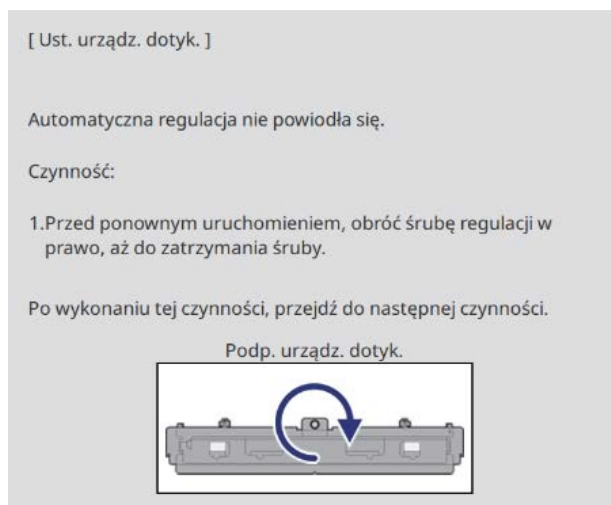 [ Ust. urządz. dotyk. ]
Automatyczna regulacja nie powiodła się.
Czynność:
1.Przed ponownym uruchomieniem, obróć śrubę regulacji w
prawo, aż do zatrzymania śruby.
Po wykonaniu tej czynności, przejdź do następnej czynności.
Podp. urządz. dotyk.